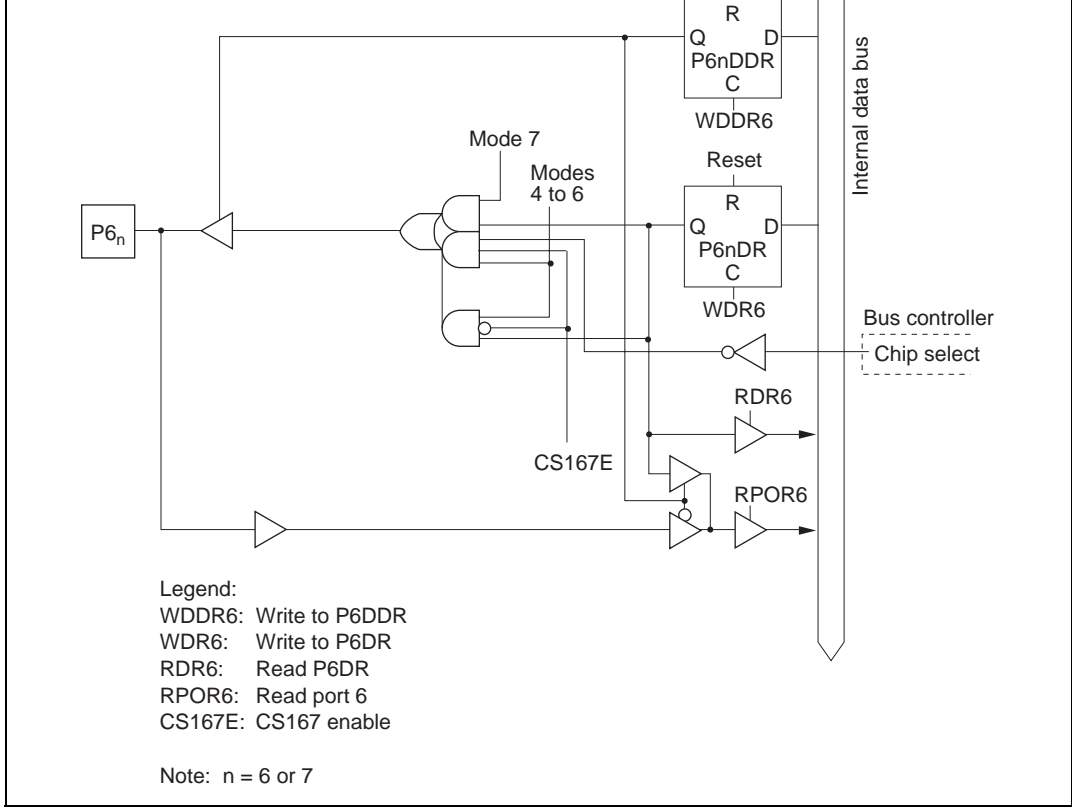 R
Q D
P6nDDR
C
WDDR6
Internal data bus
Mode 7
Modes
4 to 6
Reset
R
Q D
P6nDR
C
WDR6
P6n
Bus controller
Chip select
RDR6
CS167E
RPOR6
Legend:
WDDR6: Write to P6DDR
WDR6: Write to P6DR
RDR6: Read P6DR
RPOR6: Read port 6
CS167E: CS167 enable
Note: n = 6 or 7